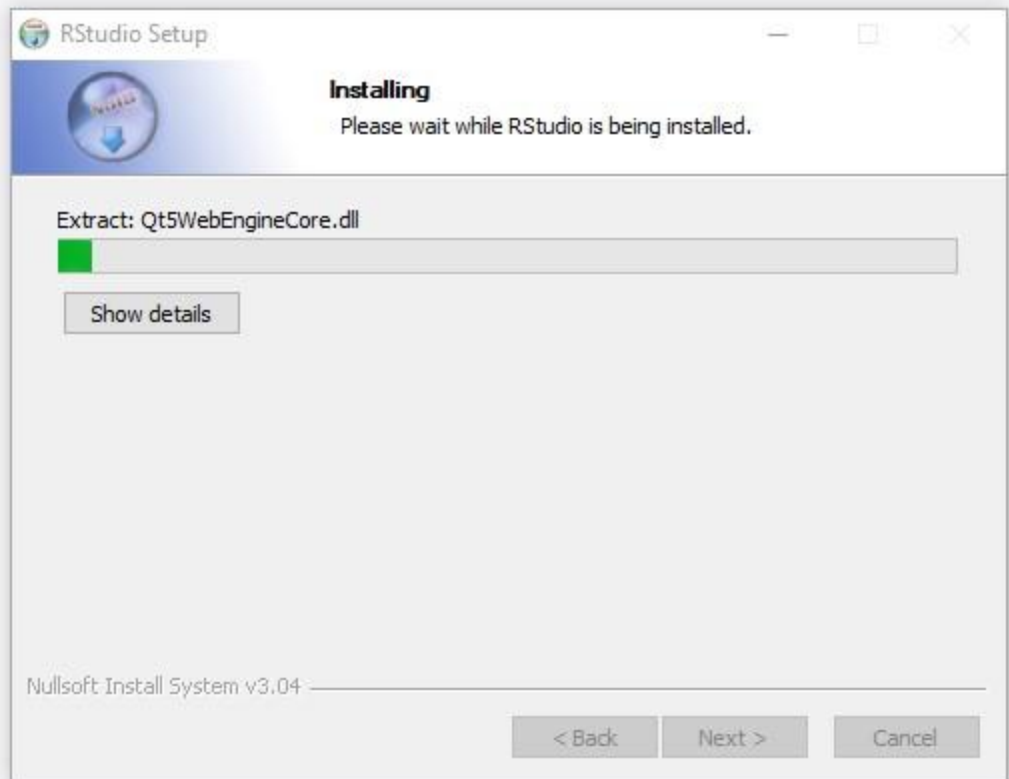 RStudio Setup
Installing
Please wait while RStudio is being installed.
Extract: Qt5WebEngineCore.dll
Show details
Nullsoft Install System v3.04
< Back
Next >
Cancel